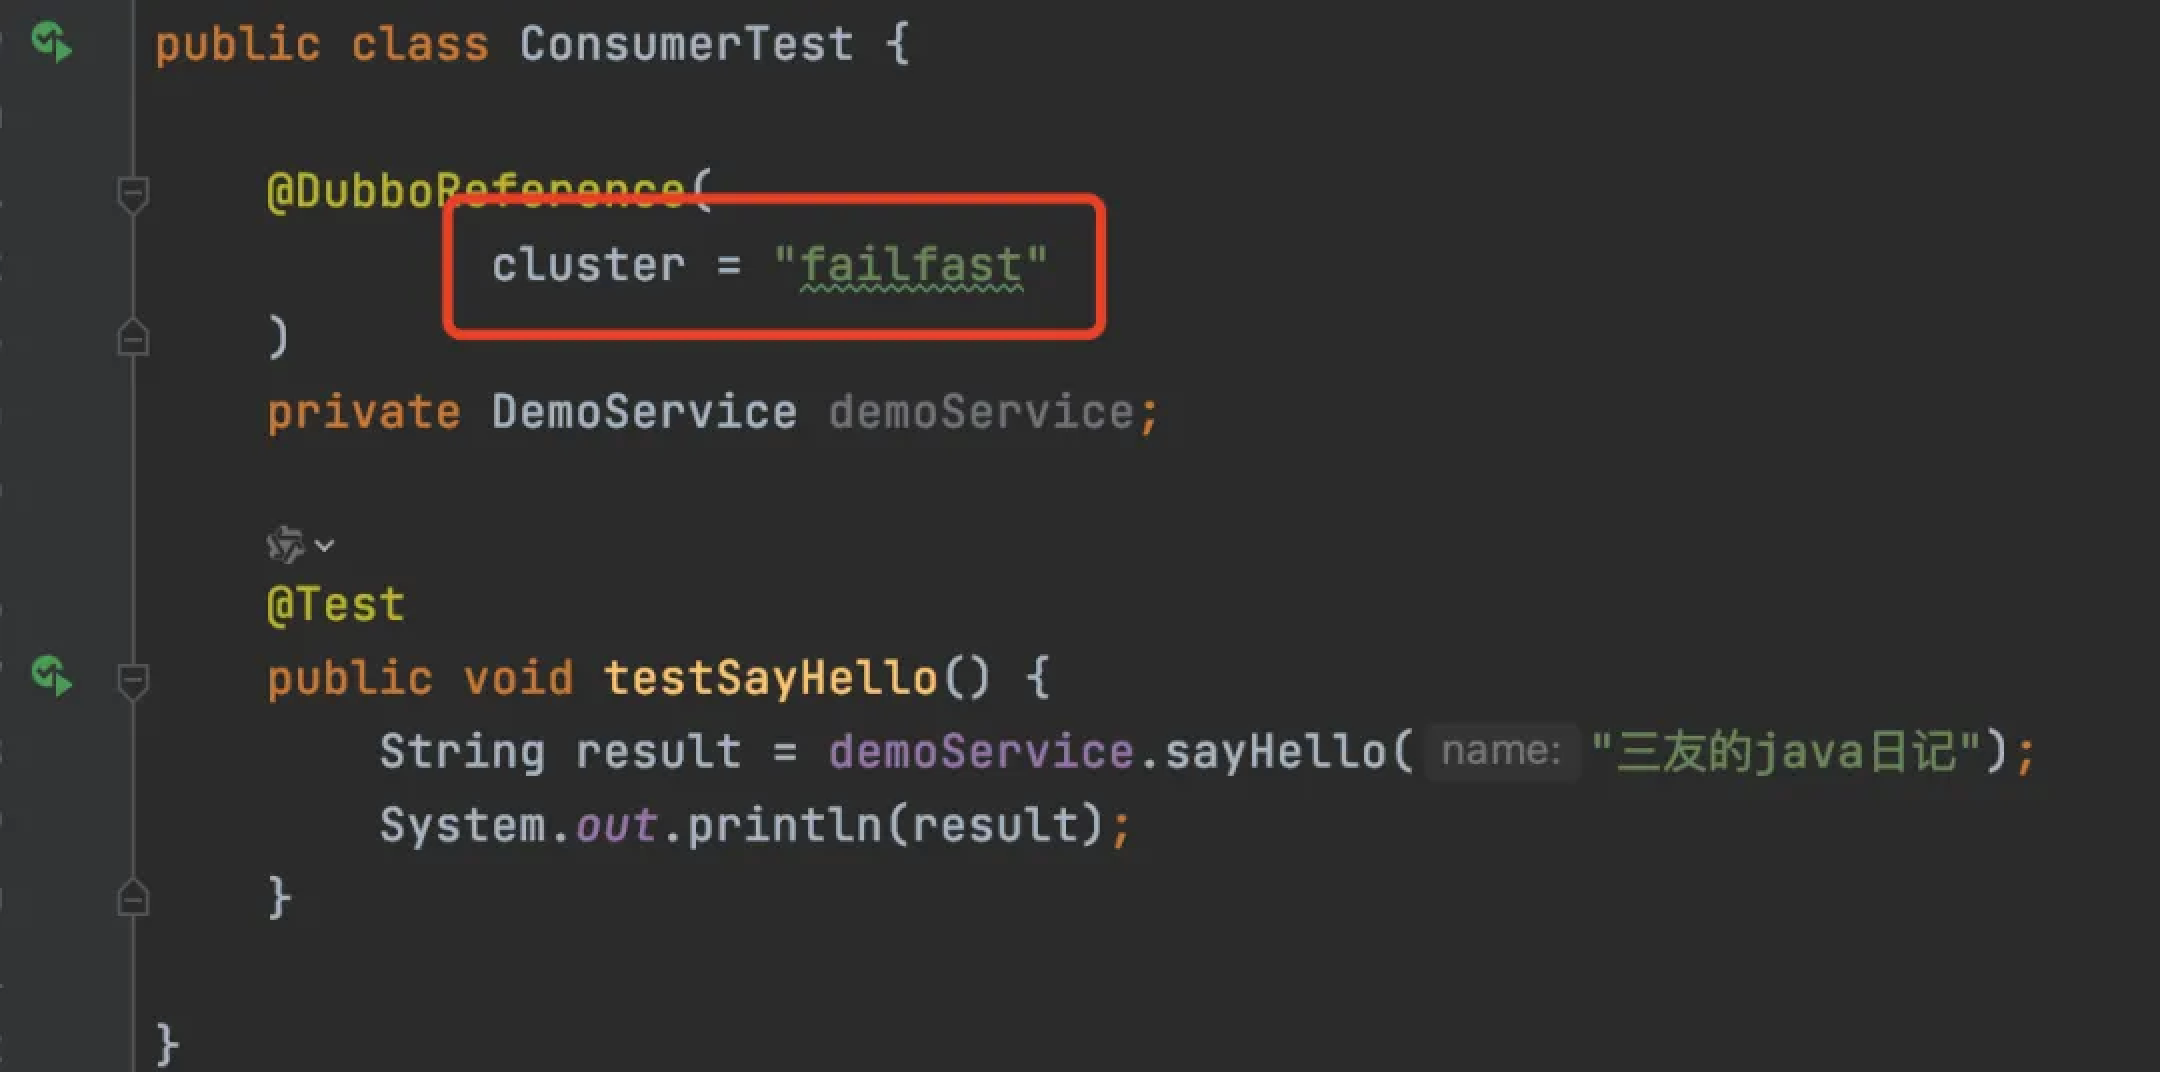 public class ConsumerTest {
@DubboReference(
cluster = "failfast"
)
private DemoService demoService;
@Test
public void testSayHello() {
String result = demoService.sayHello( name: "三友的java日记");
System.out.println(result);
}
}